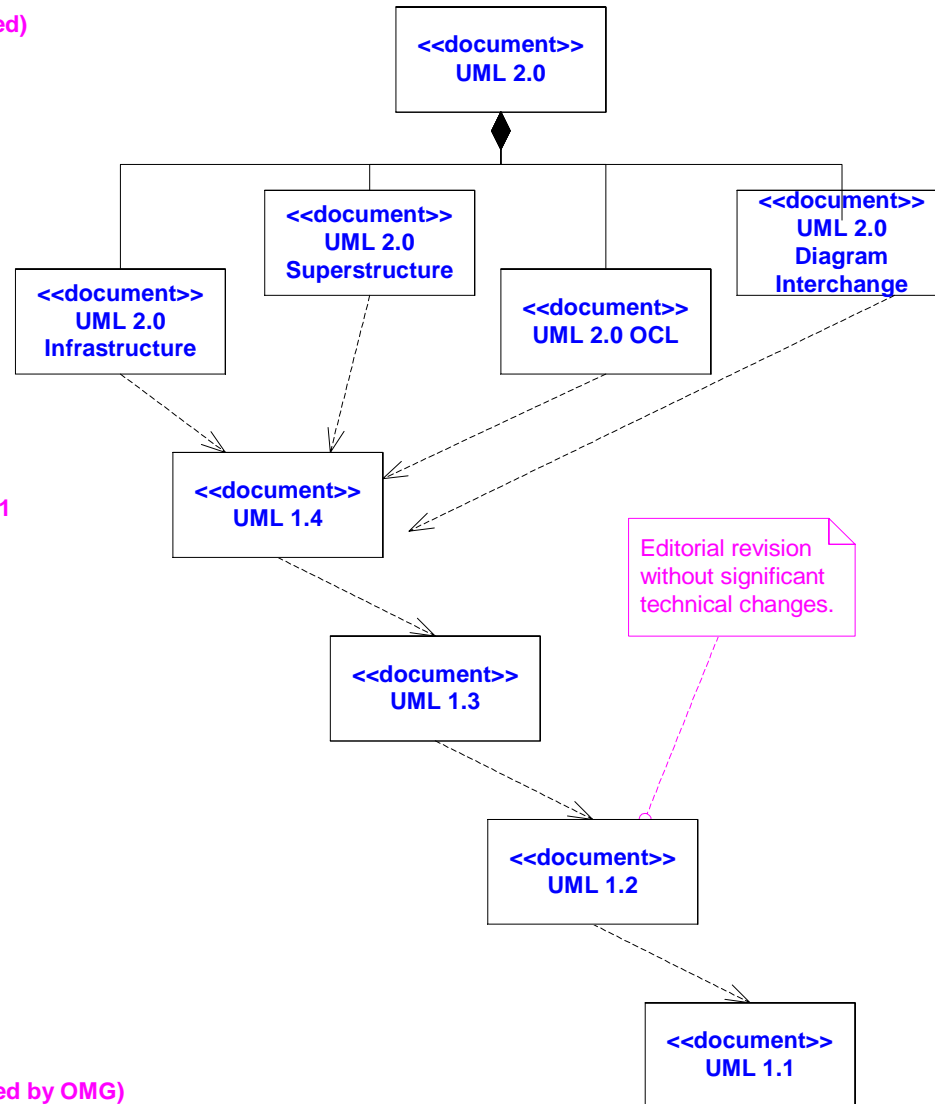 ed)
<<document>>
UML 2.0
<<document>>
UML 2.0
Superstructure
<<document>>
UML 2.0
Diagram
Interchange
<<document>>
UML 2.0
Infrastructure
<<document>>
UML 2.0 OCL
<<document>>
UML 1.4
1
Editorial revision
without significant
technical changes.
<<document>>
UML 1.3
<<document>>
UML 1.2
<<document>>
UML 1.1
ed by OMG)